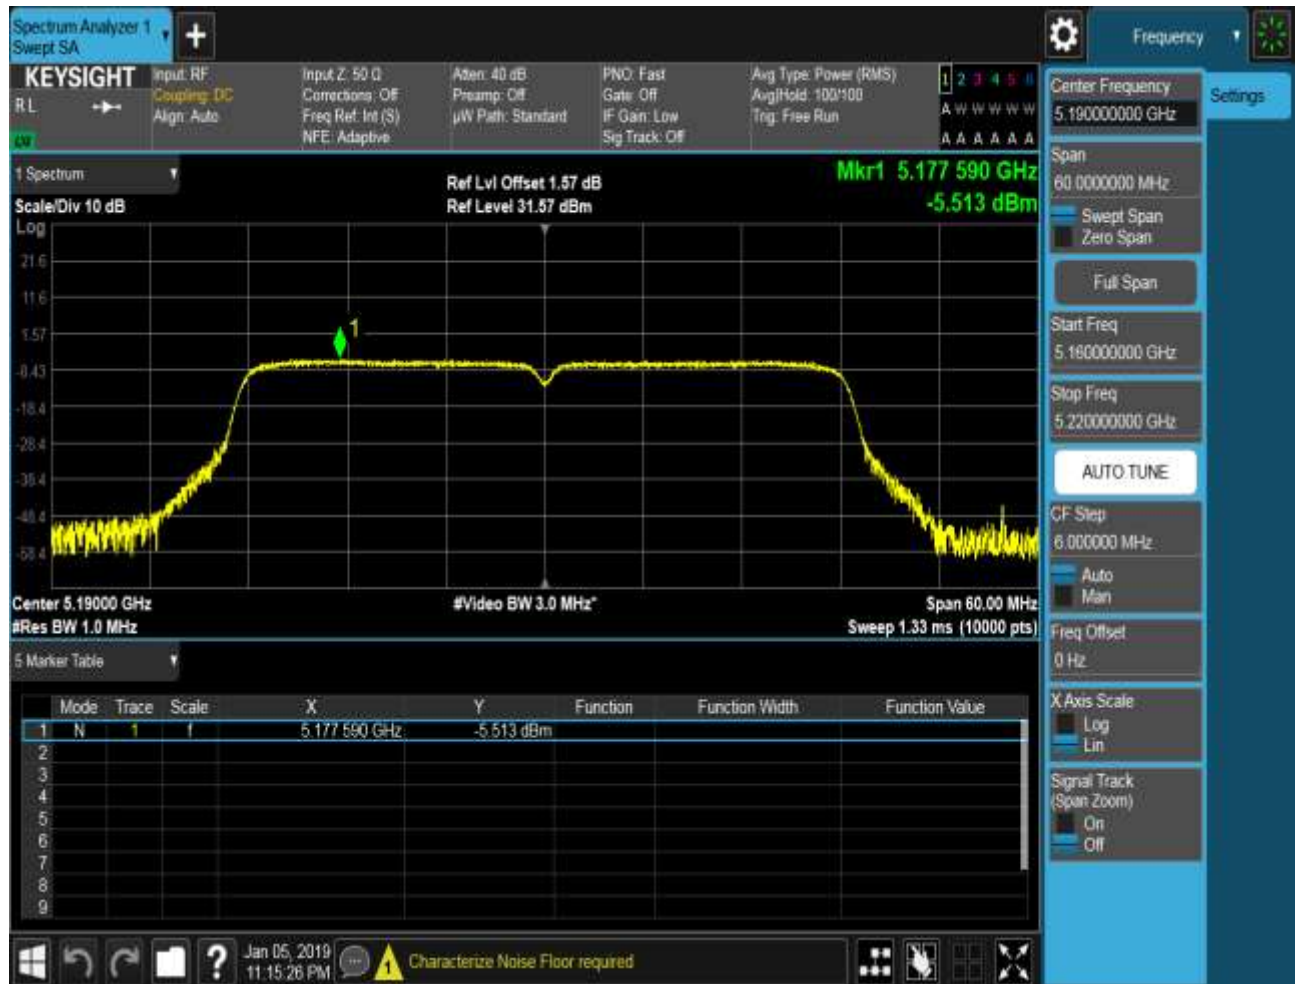 Spectrum Analyzer 1
Swept SA
+
Frequency
KEYSIGHT
RL
Input: RF
Coupling: DC
Align: Auto
Input Z: 50 Ω
Corrections: Off
Freq Ref: Int (S)
NFE: Adaptive
Atten: 40 dB
Preamp: Off
µW Path: Standard
PNO: Fast
Gate: Off
IF Gain: Low
Sig Track: Off
Avg Type: Power (RMS)
Avg|Hold: 100/100
Trig: Free Run
1 2 3 4 5 6
A W W W W W
A A A A A A
1 Spectrum
Scale/Div 10 dB
Log
Ref Lvl Offset 1.57 dB
Ref Level 31.57 dBm
Mkr1 5.177 590 GHz
-5.513 dBm
21.6
11.6
1.57
-8.43
-18.4
-28.4
-38.4
-48.4
-58.4
1
Center 5.19000 GHz
#Res BW 1.0 MHz
#Video BW 3.0 MHz*
Span 60.00 MHz
Sweep 1.33 ms (10000 pts)
5 Marker Table
Mode Trace Scale X Y Function Function Width Function Value
1 N 1 f 5.177 590 GHz -5.513 dBm
2
3
4
5
6
7
8
9
Jan 05, 2019
11:15:26 PM
Characterize Noise Floor required
Settings
Center Frequency
5.190000000 GHz
Span
60.0000000 MHz
Swept Span
Zero Span
Full Span
Start Freq
5.160000000 GHz
Stop Freq
5.220000000 GHz
AUTO TUNE
CF Step
6.000000 MHz
Auto
Man
Freq Offset
0 Hz
X Axis Scale
Log
Lin
Signal Track
(Span Zoom)
On
Off